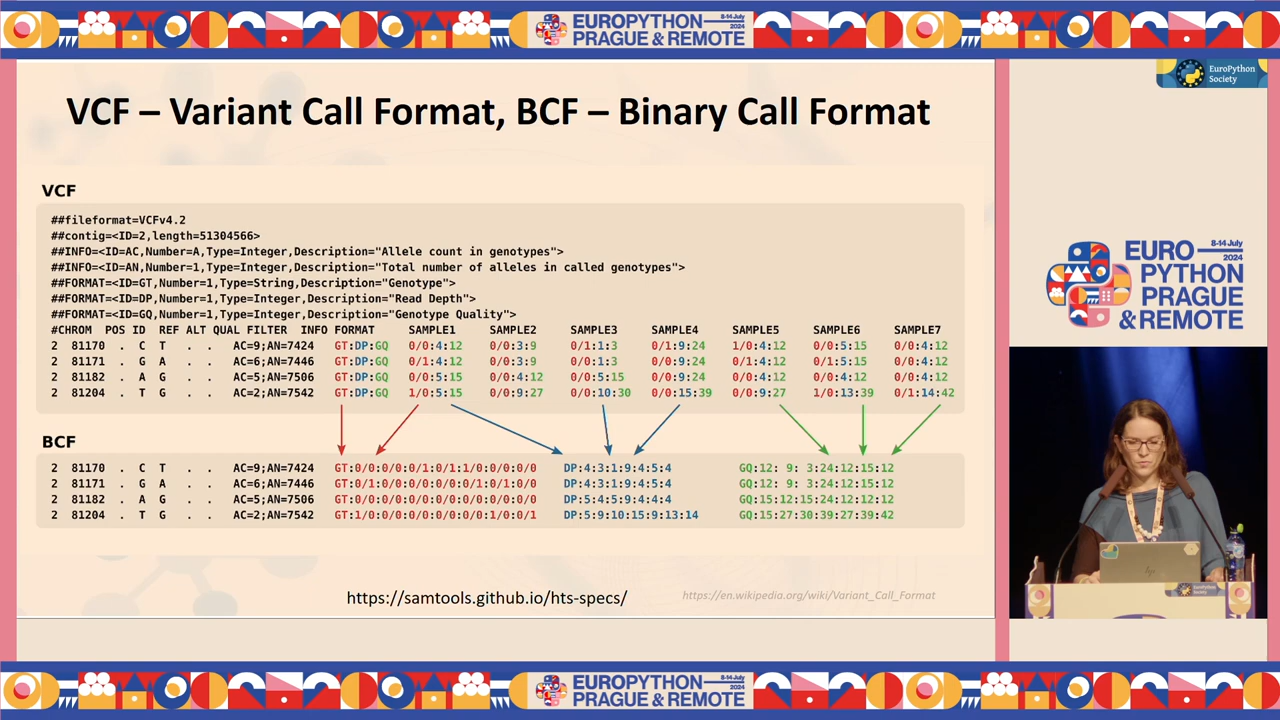 EUROPYTHON 8-14 July 2024
PRAGUE & REMOTE
EuroPython
Society
VCF – Variant Call Format, BCF – Binary Call Format
VCF
##fileformat=VCFv4.2
##contig=<ID=2,length=51304566>
##INFO=<ID=AC,Number=A,Type=Integer,Description="Allele count in genotypes">
##INFO=<ID=AN,Number=1,Type=Integer,Description="Total number of alleles in called genotypes">
##FORMAT=<ID=GT,Number=1,Type=String,Description="Genotype">
##FORMAT=<ID=DP,Number=1,Type=Integer,Description="Read Depth">
##FORMAT=<ID=GQ,Number=1,Type=Integer,Description="Genotype Quality">
#CHROM POS ID REF ALT QUAL FILTER INFO FORMAT SAMPLE1 SAMPLE2 SAMPLE3 SAMPLE4 SAMPLE5 SAMPLE6 SAMPLE7
2 81170 . C T . . AC=9;AN=7424 GT:DP:GQ 0/0:4:12 0/0:3:9 0/1:1:3 0/1:9:24 1/0:4:12 0/0:5:15 0/0:4:12
2 81171 . G A . . AC=6;AN=7446 GT:DP:GQ 0/1:4:12 0/0:3:9 0/0:1:3 0/0:9:24 0/1:4:12 0/1:5:15 0/0:4:12
2 81182 . A G . . AC=5;AN=7506 GT:DP:GQ 0/0:5:15 0/0:4:12 0/0:5:15 0/0:9:24 0/0:4:12 0/0:4:12 0/0:4:12
2 81204 . T G . . AC=2;AN=7542 GT:DP:GQ 1/0:5:15 0/0:9:27 0/0:10:30 0/0:15:39 0/0:9:27 1/0:13:39 0/1:14:42
BCF
2 81170 . C T . . AC=9;AN=7424 GT:0/0:0/0:0/1:0/1:1/0:0/0:0/0 DP:4:3:1:9:4:5:4 GQ:12: 9: 3:24:12:15:12
2 81171 . G A . . AC=6;AN=7446 GT:0/1:0/0:0/0:0/0:0/1:0/1:0/0 DP:4:3:1:9:4:5:4 GQ:12: 9: 3:24:12:15:12
2 81182 . A G . . AC=5;AN=7506 GT:0/0:0/0:0/0:0/0:0/0:0/0:0/0 DP:5:4:5:9:4:4:4 GQ:15:12:15:24:12:12:12
2 81204 . T G . . AC=2;AN=7542 GT:1/0:0/0:0/0:0/0:0/0:1/0:0/1 DP:5:9:10:15:9:13:14 GQ:15:27:30:39:27:39:42
https://samtools.github.io/hts-specs/
https://en.wikipedia.org/wiki/Variant_Call_Format
EURO 8-14 July 2024
PYTHON
PRAGUE
& REMOTE
hp
EuroPython
Society
EUROPYTHON 8-14 July 2024
PRAGUE & REMOTE